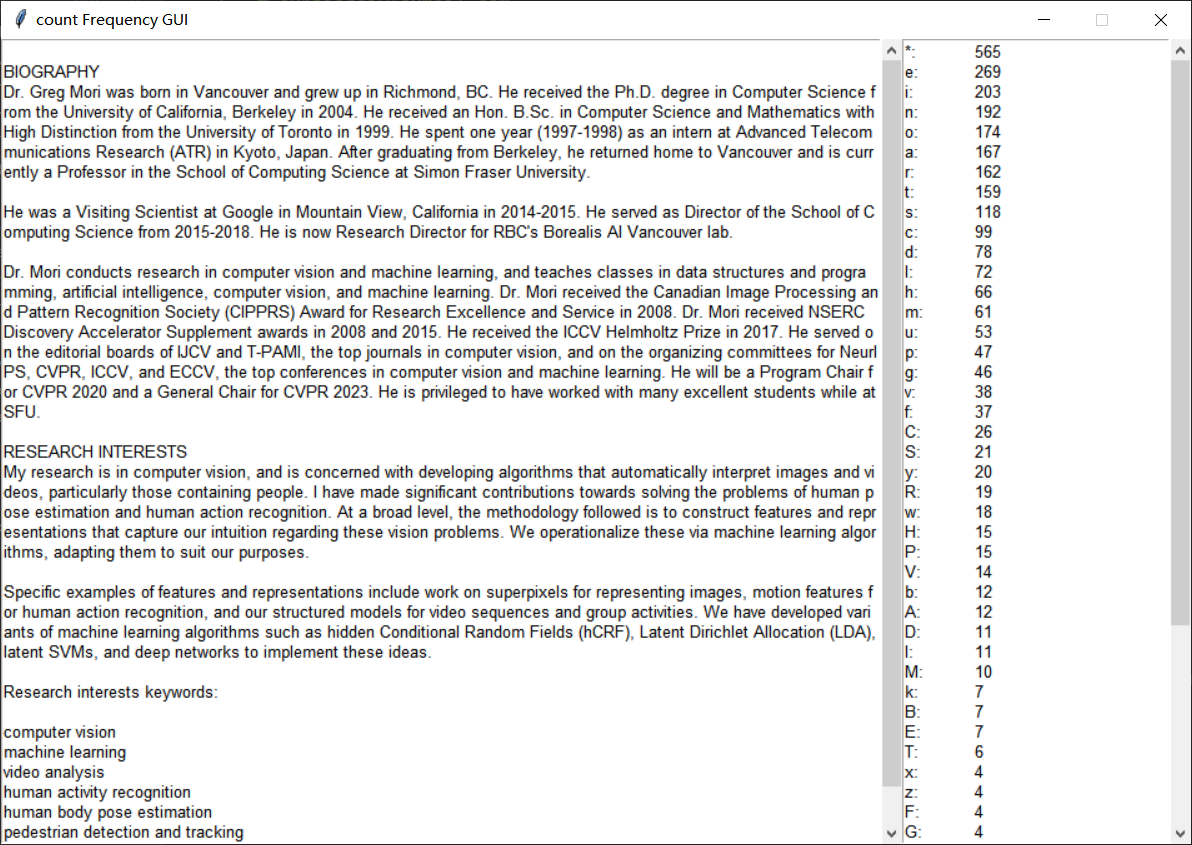 count Frequency GUI
BIOGRAPHY
Dr. Greg Mori was born in Vancouver and grew up in Richmond, BC. He received the Ph.D. degree in Computer Science f
rom the University of California, Berkeley in 2004. He received an Hon. B.Sc. in Computer Science and Mathematics with
High Distinction from the University of Toronto in 1999. He spent one year (1997-1998) as an intern at Advanced Telecom
munications Research (ATR) in Kyoto, Japan. After graduating from Berkeley, he returned home to Vancouver and is curr
ently a Professor in the School of Computing Science at Simon Fraser University.
He was a Visiting Scientist at Google in Mountain View, California in 2014-2015. He served as Director of the School of C
omputing Science from 2015-2018. He is now Research Director for RBC's Borealis AI Vancouver lab.
Dr. Mori conducts research in computer vision and machine learning, and teaches classes in data structures and progra
mming, artificial intelligence, computer vision, and machine learning. Dr. Mori received the Canadian Image Processing an
d Pattern Recognition Society (CIPPRS) Award for Research Excellence and Service in 2008. Dr. Mori received NSERC
Discovery Accelerator Supplement awards in 2008 and 2015. He received the ICCV Helmholtz Prize in 2017. He served o
n the editorial boards of IJCV and T-PAMI, the top journals in computer vision, and on the organizing committees for NeurI
PS, CVPR, ICCV, and ECCV, the top conferences in computer vision and machine learning. He will be a Program Chair f
or CVPR 2020 and a General Chair for CVPR 2023. He is privileged to have worked with many excellent students while at
SFU.
RESEARCH INTERESTS
My research is in computer vision, and is concerned with developing algorithms that automatically interpret images and vi
deos, particularly those containing people. I have made significant contributions towards solving the problems of human p
ose estimation and human action recognition. At a broad level, the methodology followed is to construct features and repr
esentations that capture our intuition regarding these vision problems. We operationalize these via machine learning algor
ithms, adapting them to suit our purposes.
Specific examples of features and representations include work on superpixels for representing images, motion features f
or human action recognition, and our structured models for video sequences and group activities. We have developed vari
ants of machine learning algorithms such as hidden Conditional Random Fields (hCRF), Latent Dirichlet Allocation (LDA),
latent SVMs, and deep networks to implement these ideas.
Research interests keywords:
computer vision
machine learning
video analysis
human activity recognition
human body pose estimation
pedestrian detection and tracking
*: 565
e: 269
i: 203
n: 192
o: 174
a: 167
r: 162
t: 159
s: 118
c: 99
d: 78
l: 72
h: 66
m: 61
u: 53
p: 47
g: 46
v: 38
f: 37
C: 26
S: 21
y: 20
R: 19
w: 18
H: 15
P: 15
V: 14
b: 12
A: 12
D: 11
I: 11
M: 10
k: 7
B: 7
E: 7
T: 6
x: 4
z: 4
F: 4
G: 4